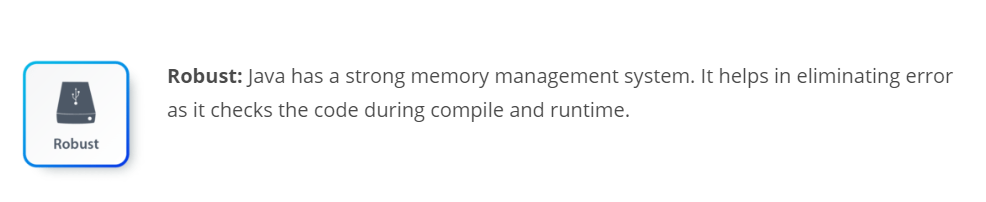 Robust: Java has a strong memory management system. It helps in eliminating error
as it checks the code during compile and runtime.
Robust